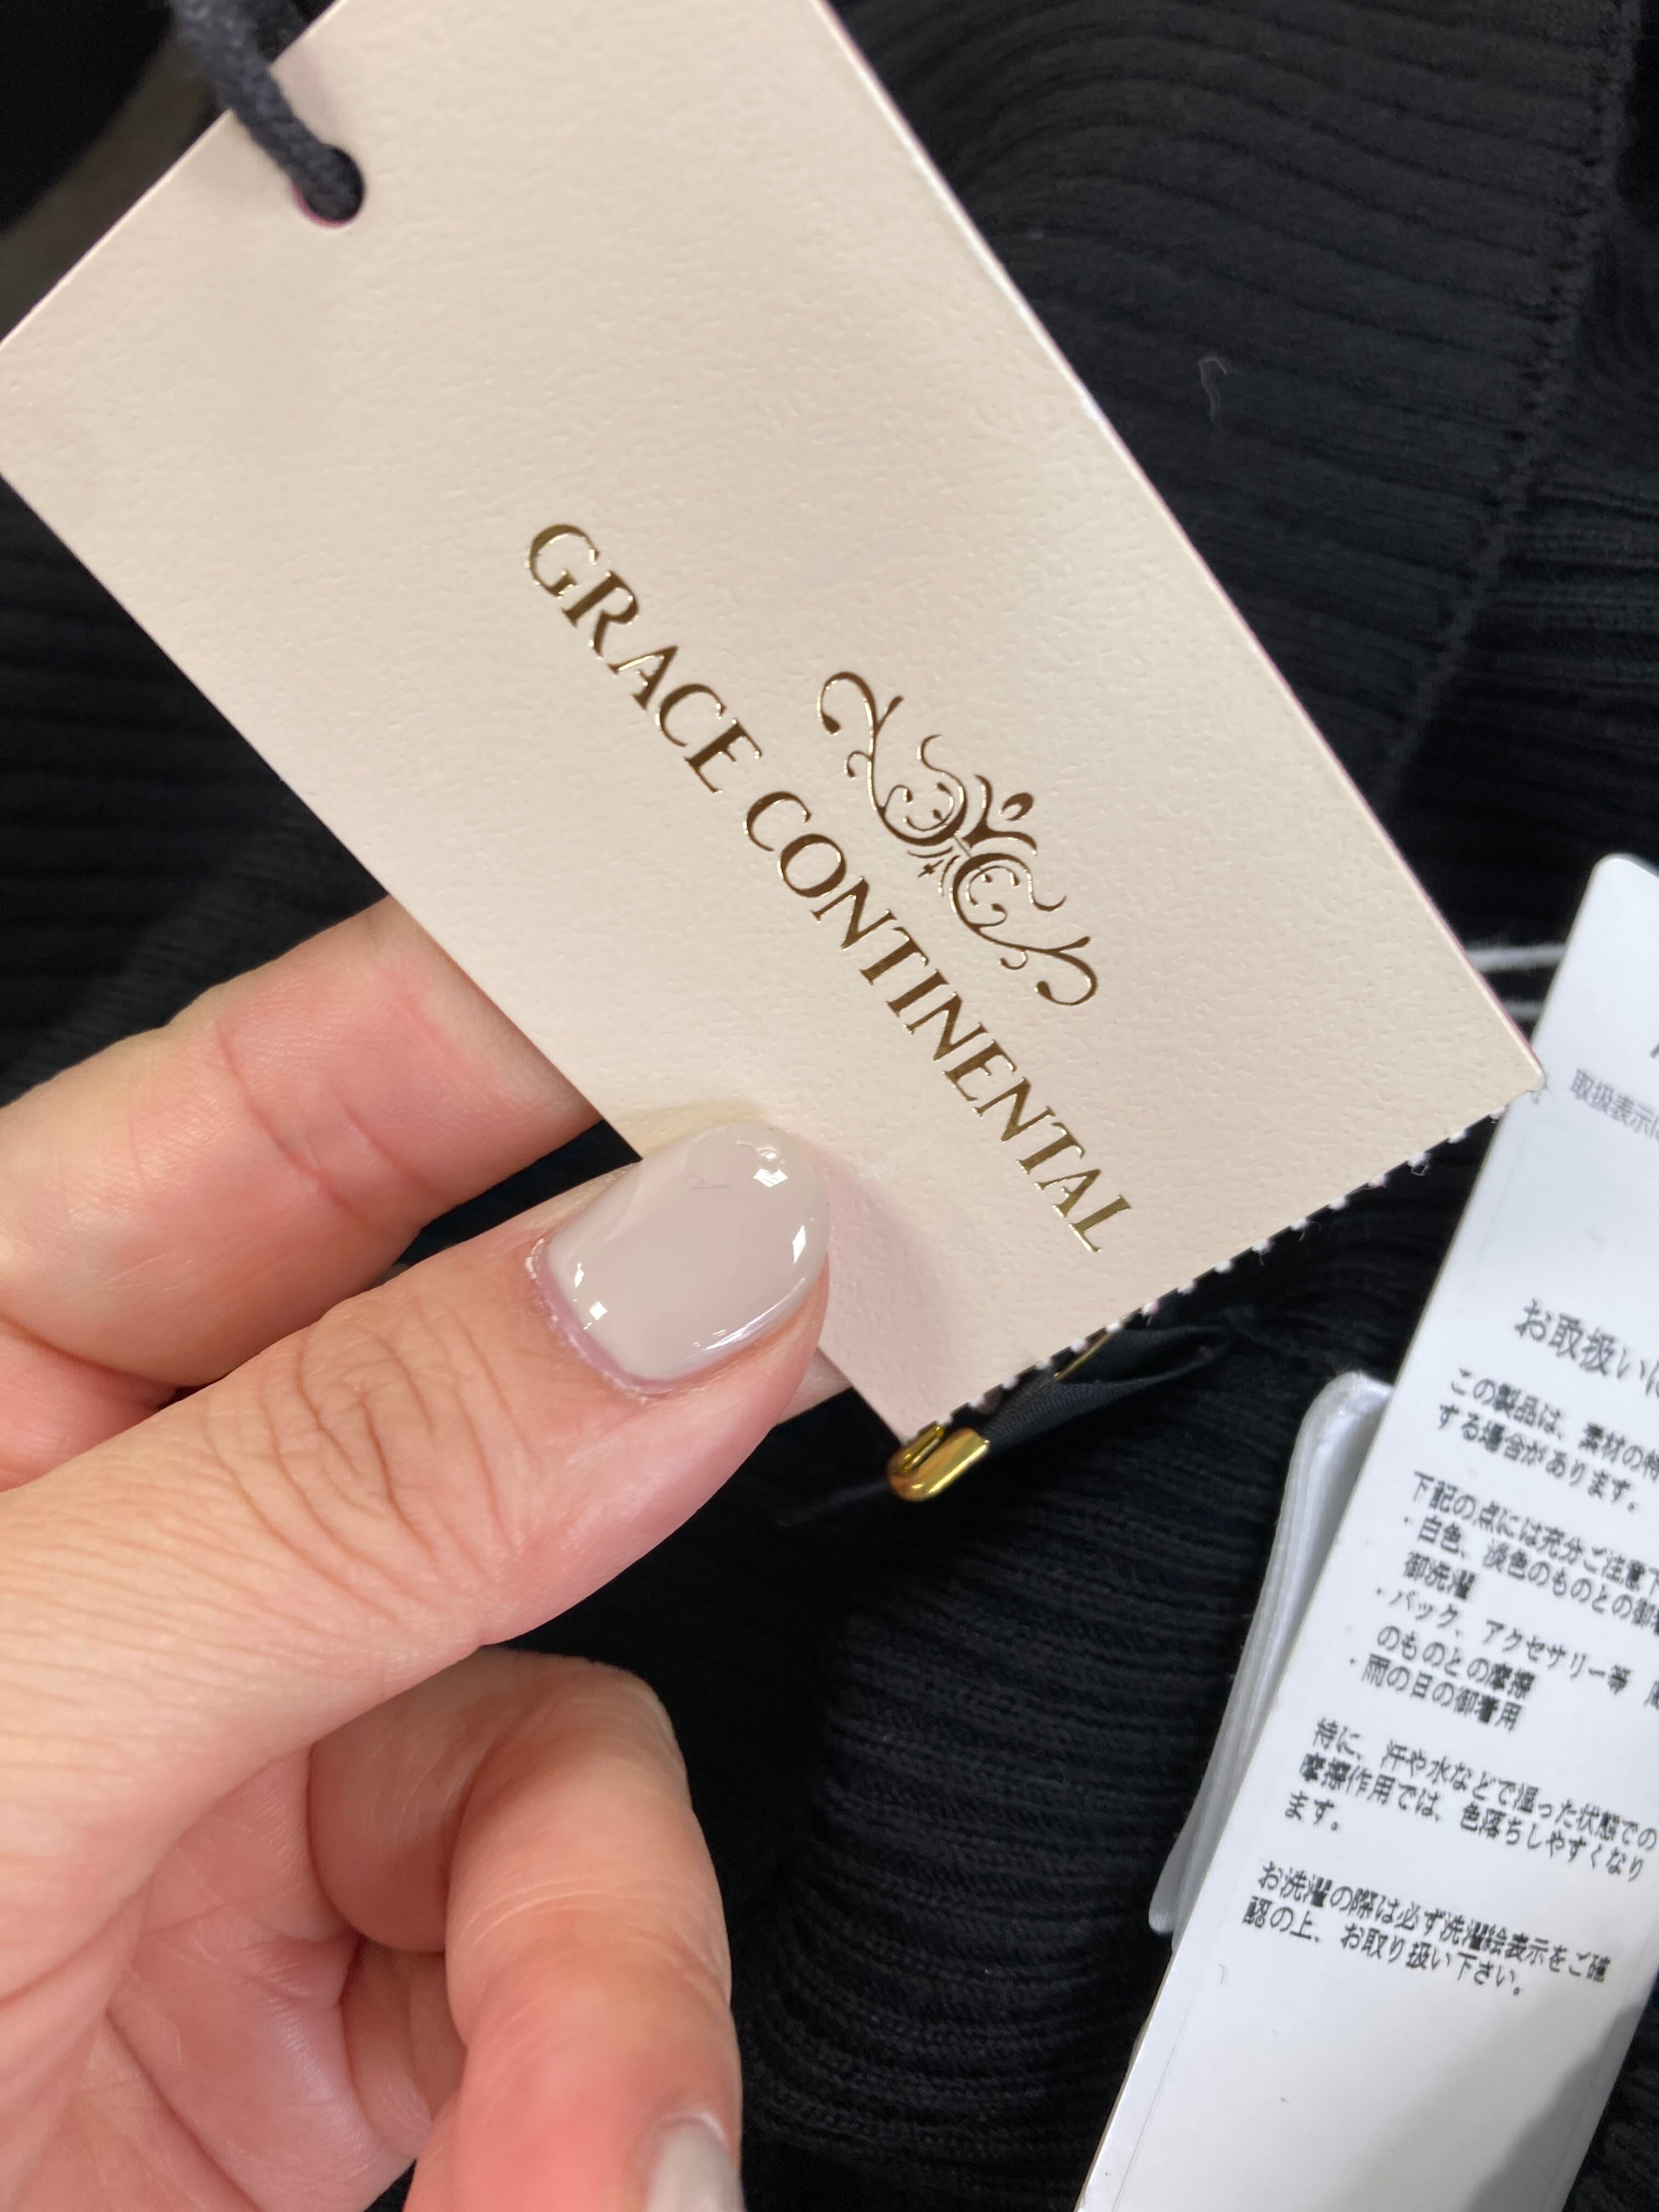 GRACE CONTINENTAL
取扱表示に
お取扱いに
この製品は、素材の特
する場合があります。
下記の点には充分ご注意下
・白色、淡色のものとの御
御洗濯
・バック、アクセサリー等
のものとの摩擦
・雨の日の御着用
特に、汗や水などで湿った状態での
摩擦作用では、色落ちしやすくなり
ます。
お洗濯の際は必ず洗濯絵表示をご確
認の上、お取り扱い下さい。